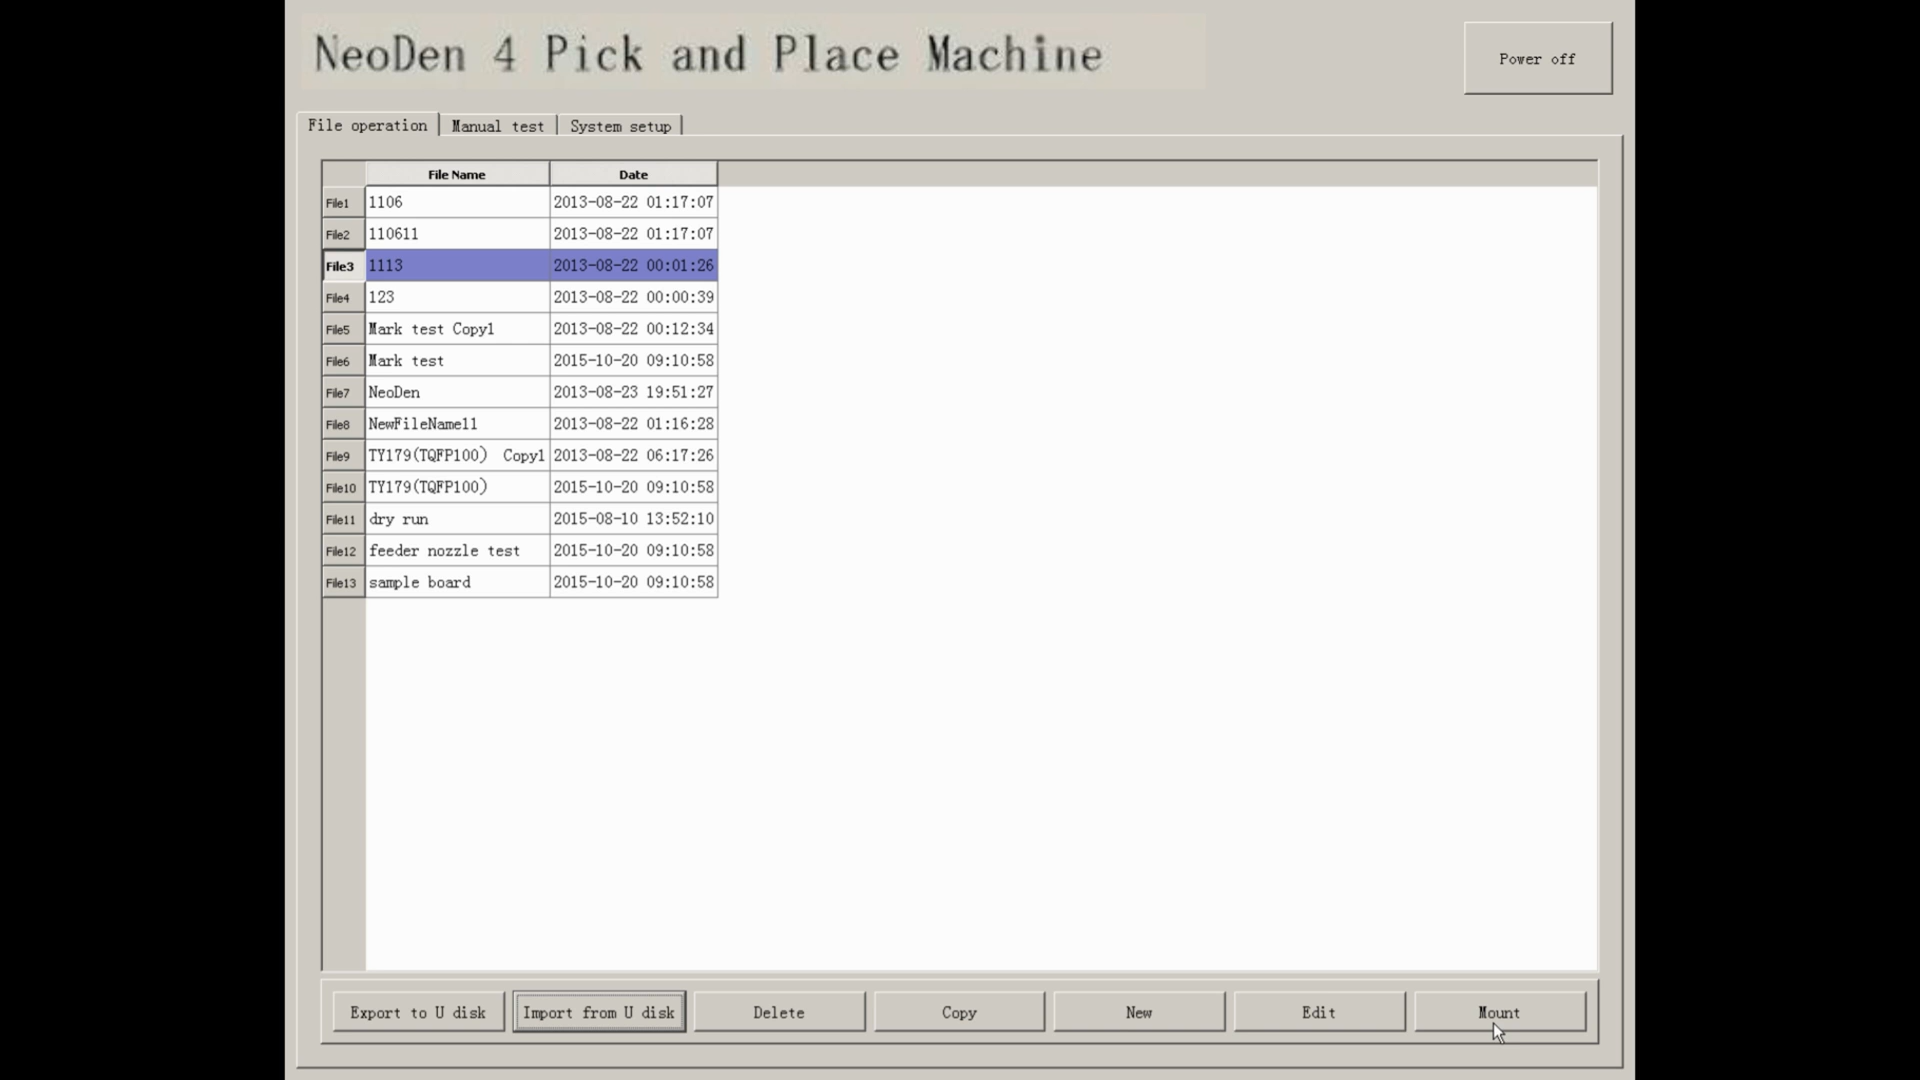 NeoDen 4 Pick and Place Machine
Power off
File operation Manual test System setup
File Name Date
File1 1106 2013-08-22 01:17:07
File2 110611 2013-08-22 01:17:07
File3 1113 2013-08-22 00:01:26
File4 123 2013-08-22 00:00:39
File5 Mark test Copy1 2013-08-22 00:12:34
File6 Mark test 2015-10-20 09:10:58
File7 NeoDen 2013-08-23 19:51:27
File8 NewFileName11 2013-08-22 01:16:28
File9 TY179(TQFP100) Copy1 2013-08-22 06:17:26
File10 TY179(TQFP100) 2015-10-20 09:10:58
File11 dry run 2015-08-10 13:52:10
File12 feeder nozzle test 2015-10-20 09:10:58
File13 sample board 2015-10-20 09:10:58
Export to U disk Import from U disk Delete Copy New Edit Mount